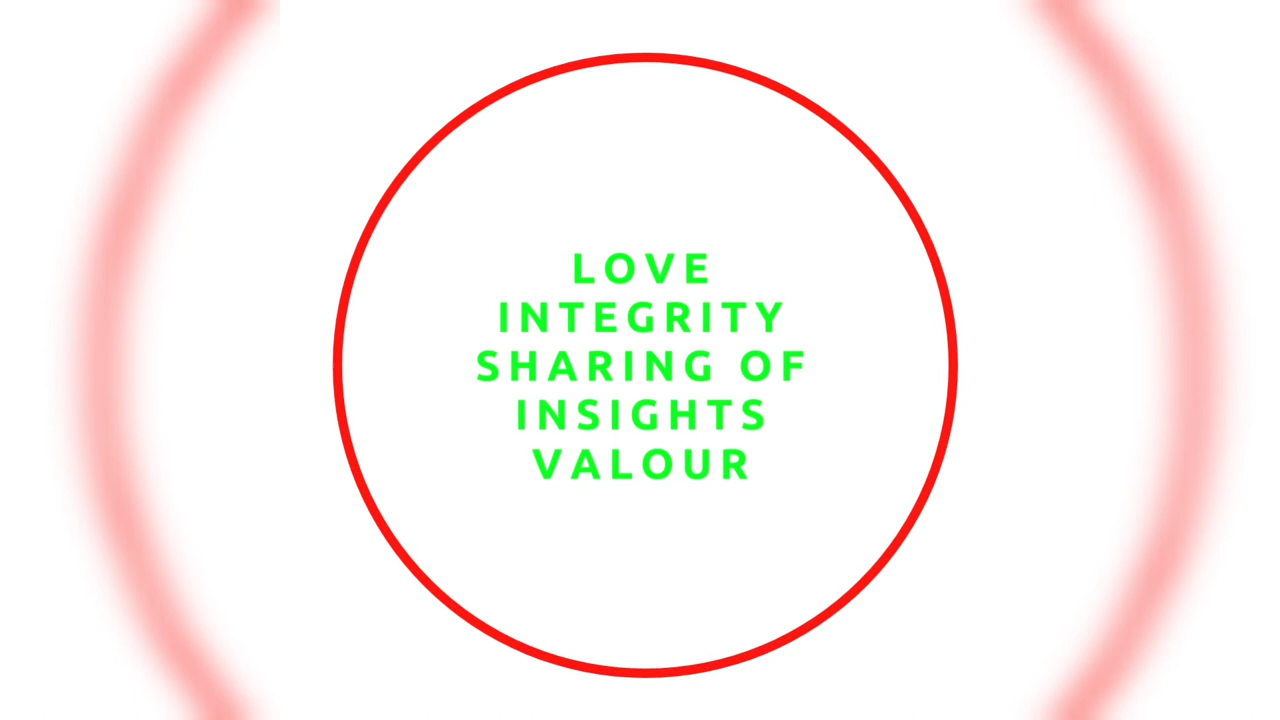 LOVE
INTEGRITY
SHARING OF
INSIGHTS
VALOUR